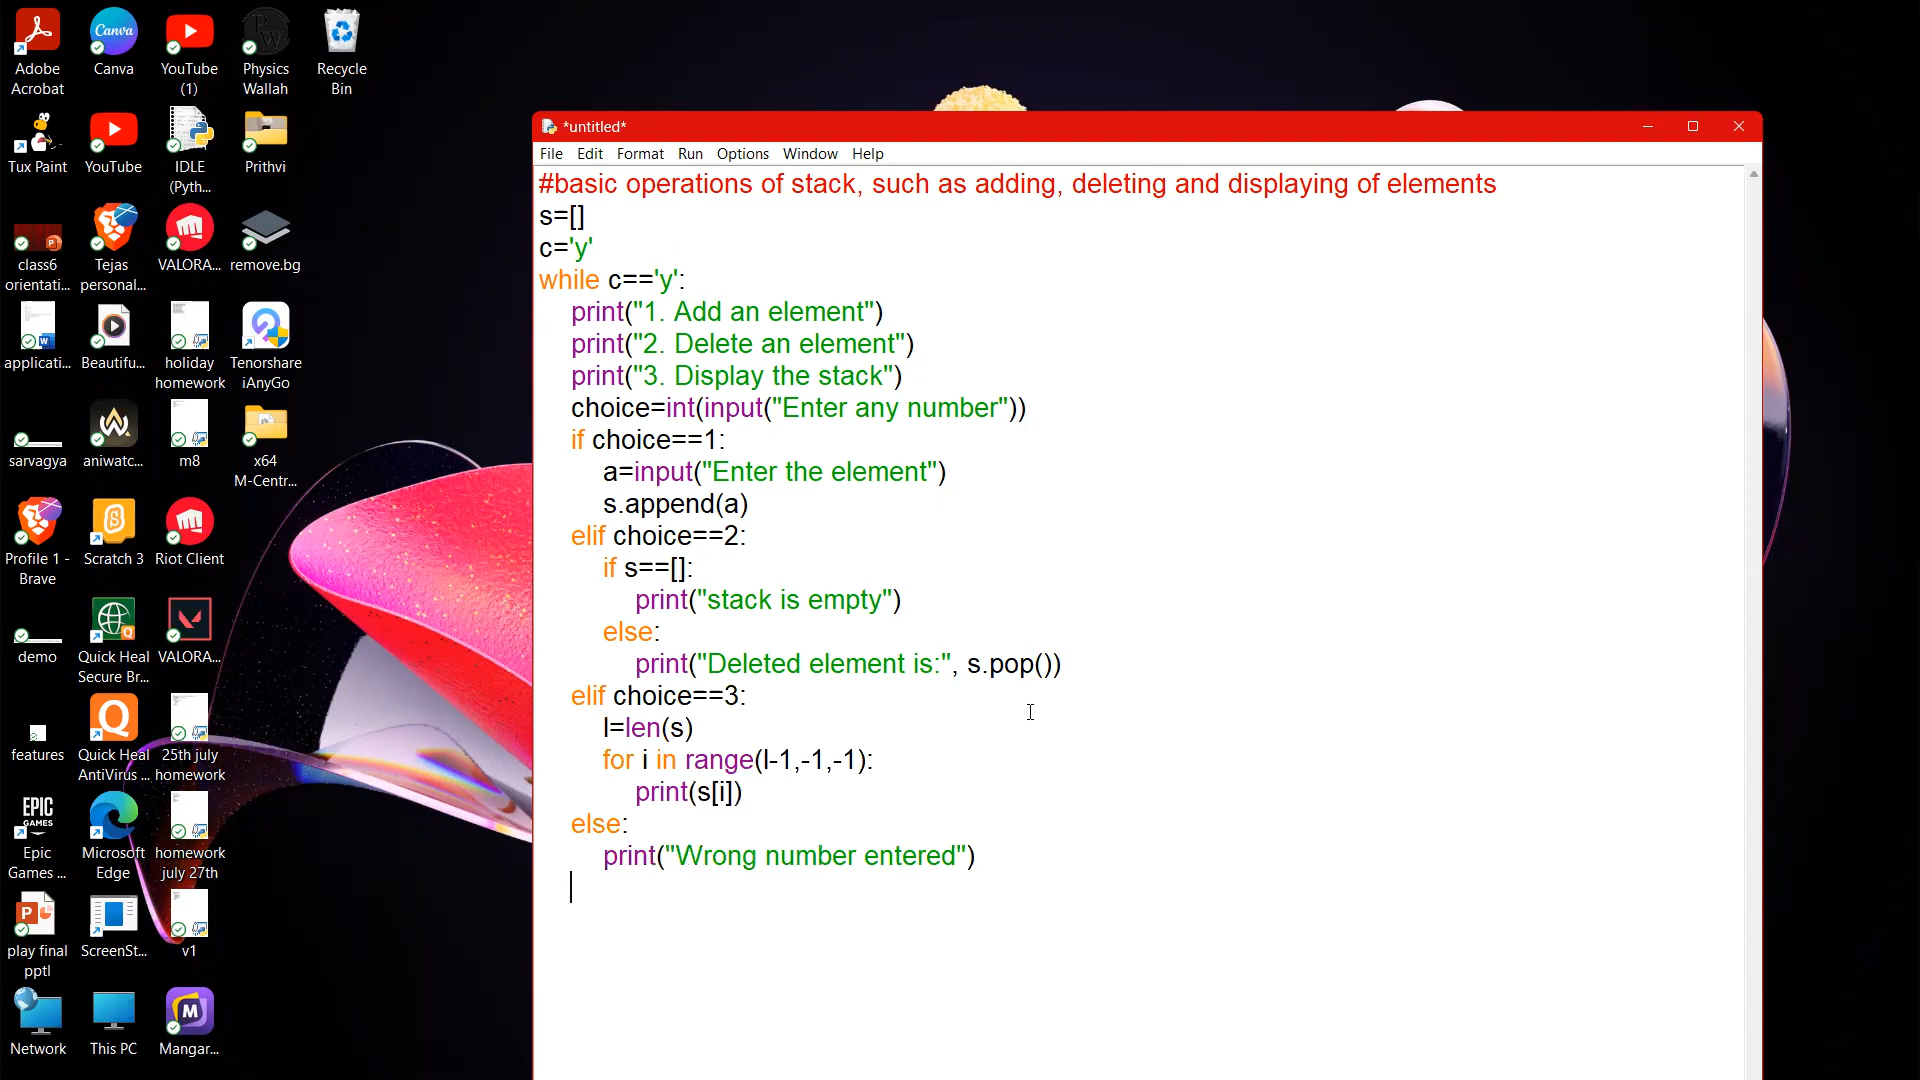 Adobe
Acrobat
Canva
YouTube
(1)
Physics
Wallah
Recycle
Bin
Tux Paint
YouTube
IDLE
(Pyth...
Prithvi
class6
orientati...
Tejas
personal...
VALORA...
remove.bg
applicati...
Beautifu...
holiday
homework
Tenorshare
iAnyGo
sarvagya
aniwatc...
m8
x64
M-Centr...
Profile 1 -
Brave
Scratch 3
Riot Client
demo
Quick Heal
Secure Br...
VALORA...
features
Quick Heal
AntiVirus ...
25th july
homework
EPIC
GAMES
Epic
Games ...
Microsoft
Edge
homework
july 27th
play final
pptl
ScreenSt...
v1
Network
This PC
Mangar...
*untitled*
File Edit Format Run Options Window Help
#basic operations of stack, such as adding, deleting and displaying of elements
s=[]
c='y'
while c=='y':
print("1. Add an element")
print("2. Delete an element")
print("3. Display the stack")
choice=int(input("Enter any number"))
if choice==1:
a=input("Enter the element")
s.append(a)
elif choice==2:
if s==[]:
print("stack is empty")
else:
print("Deleted element is:", s.pop())
elif choice==3:
l=len(s)
for i in range(l-1,-1,-1):
print(s[i])
else:
print("Wrong number entered")